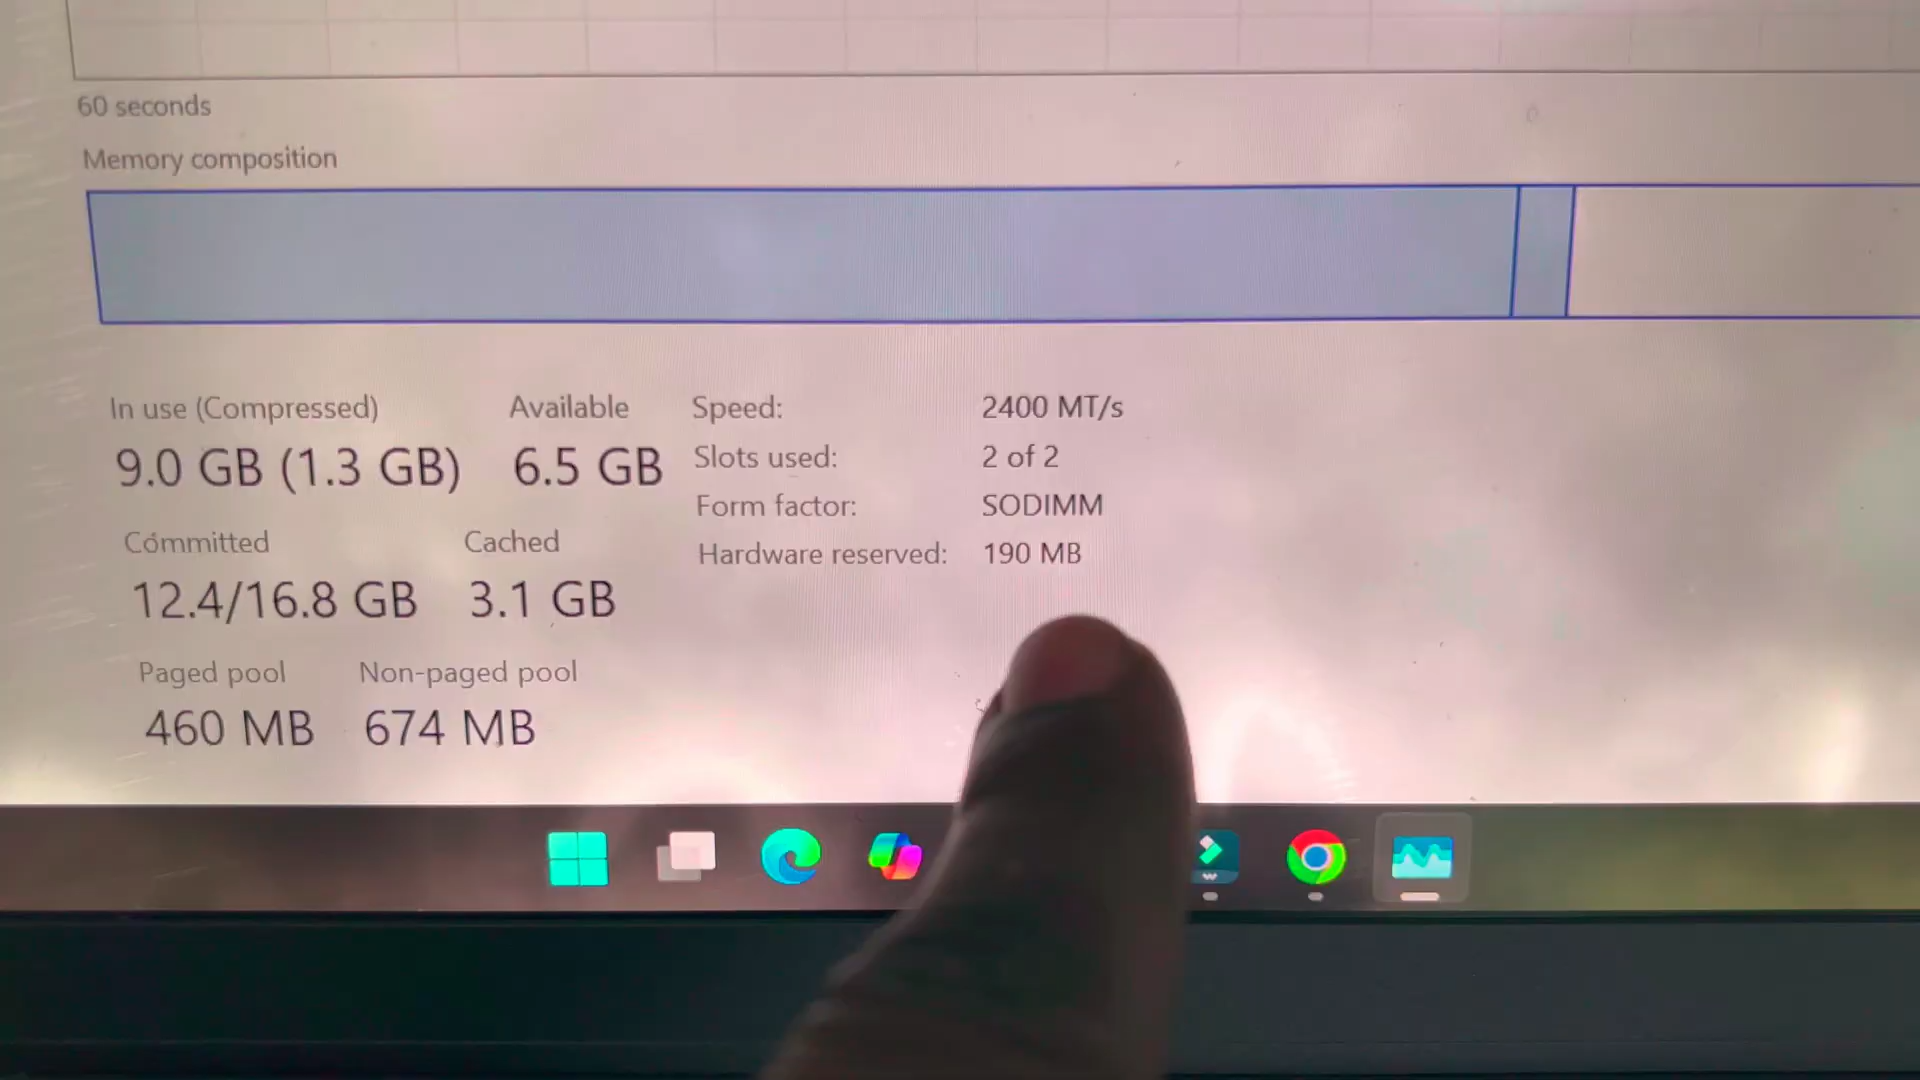 60 seconds
Memory composition
In use (Compressed)
9.0 GB (1.3 GB)
Available
6.5 GB
Committed
12.4/16.8 GB
Cached
3.1 GB
Paged pool
460 MB
Non-paged pool
674 MB
Speed: 2400 MT/s
Slots used: 2 of 2
Form factor: SODIMM
Hardware reserved: 190 MB